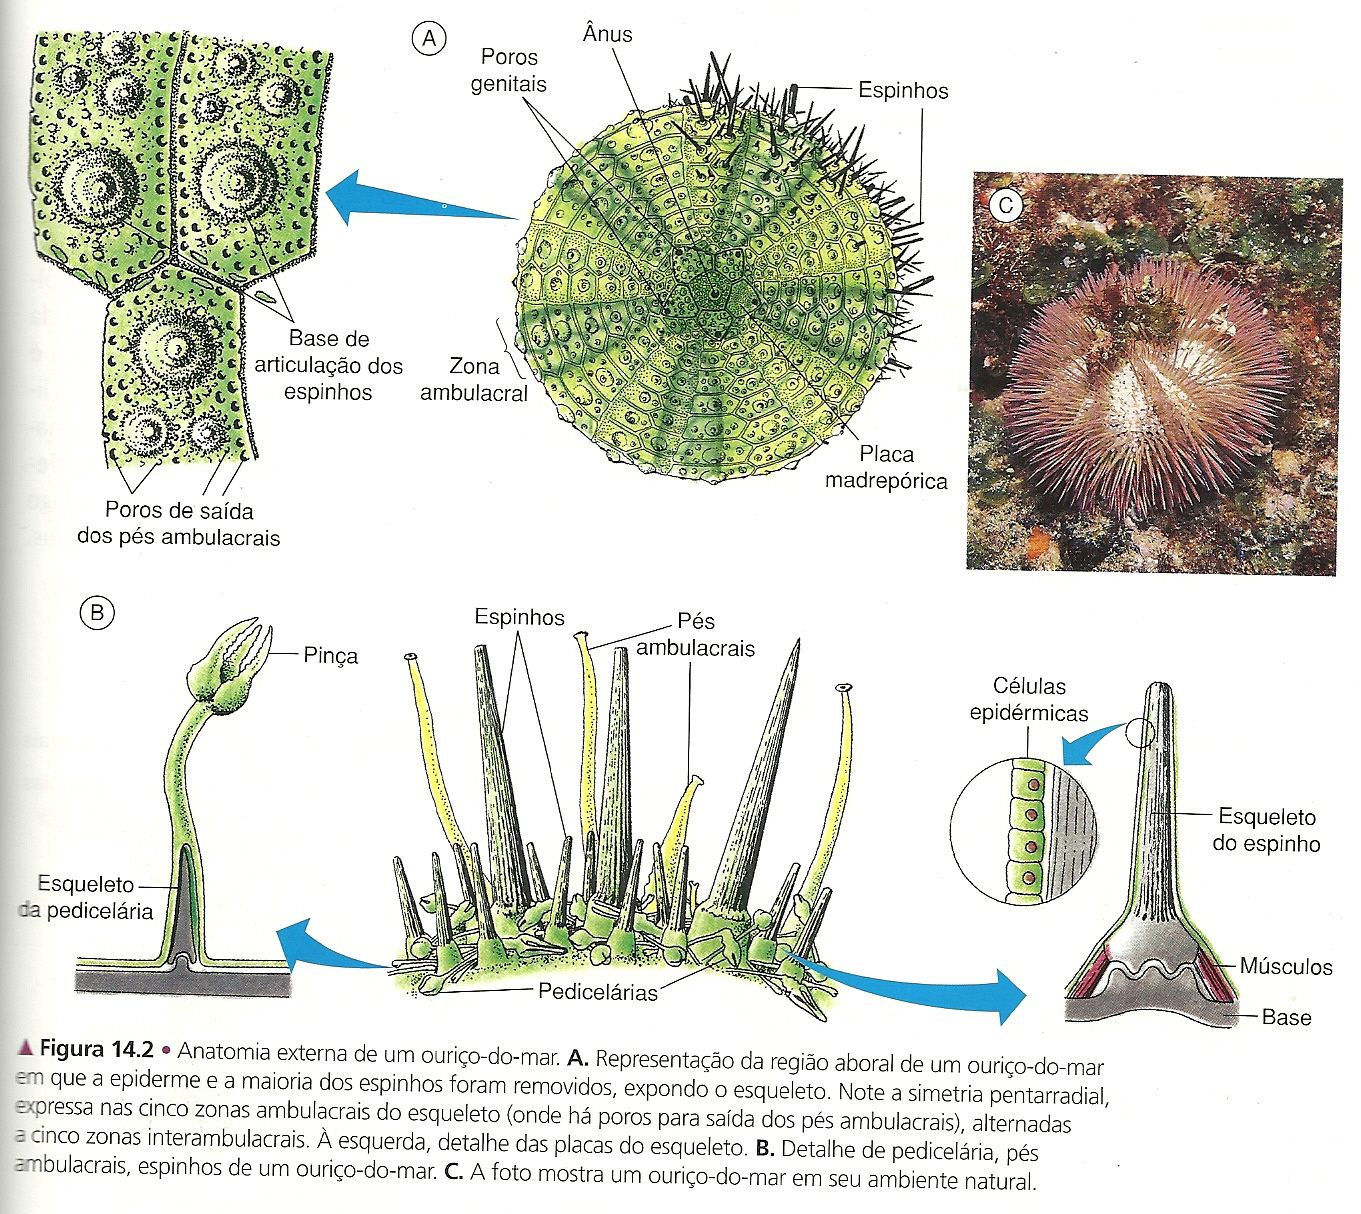 A
Ânus
Poros
genitais
Espinhos
C
Base de
articulação dos
espinhos
Zona
ambulacral
Placa
madrepórica
Poros de saída
dos pés ambulacrais
B
Pinça
Espinhos
Pés
ambulacrais
Células
epidérmicas
Esqueleto
do espinho
Esqueleto
da pedicelária
Pedicelárias
Músculos
Base
Figura 14.2 • Anatomia externa de um ouriço-do-mar. A. Representação da região aboral de um ouriço-do-mar
em que a epiderme e a maioria dos espinhos foram removidos, expondo o esqueleto. Note a simetria pentarradial,
expressa nas cinco zonas ambulacrais do esqueleto (onde há poros para saída dos pés ambulacrais), alternadas
a cinco zonas interambulacrais. À esquerda, detalhe das placas do esqueleto. B. Detalhe de pedicelária, pés
ambulacrais, espinhos de um ouriço-do-mar. C. A foto mostra um ouriço-do-mar em seu ambiente natural.